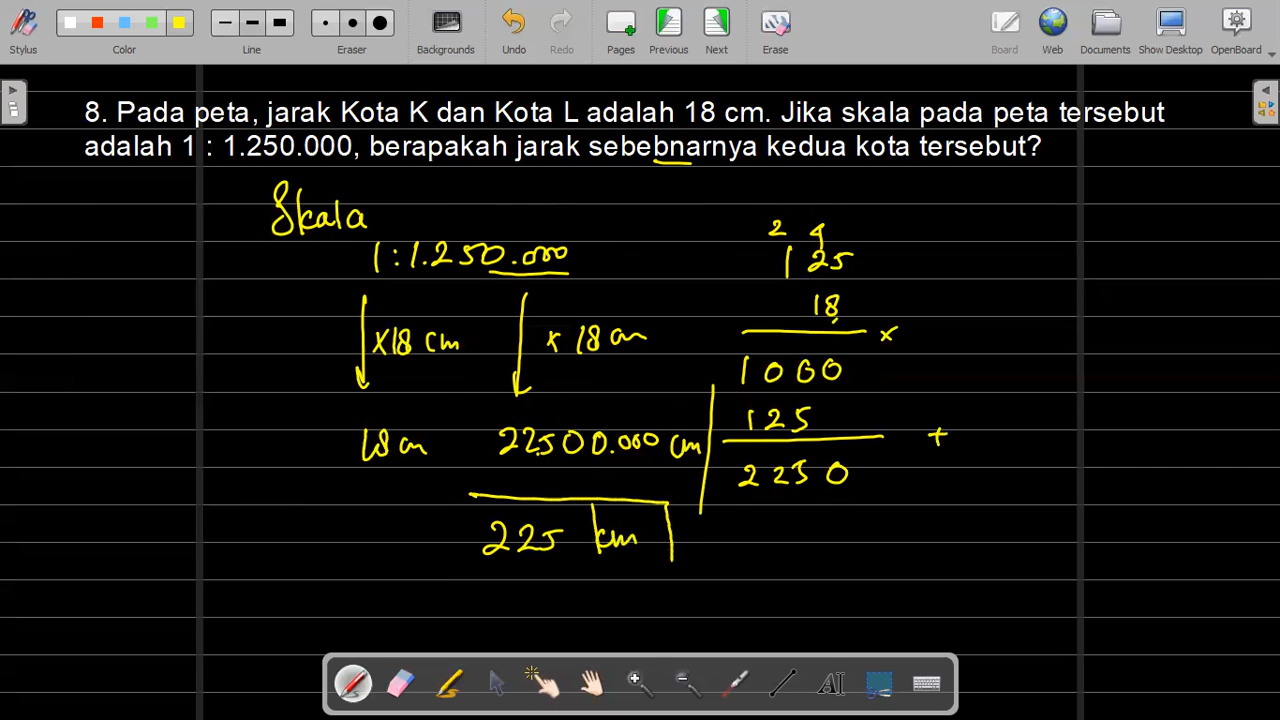 Stylus
Color
Line
Eraser
Backgrounds
Undo
Redo
Pages
Previous
Next
Erase
Board
Web
Documents
Show Desktop
OpenBoard
8. Pada peta, jarak Kota K dan Kota L adalah 18 cm. Jika skala pada peta tersebut
adalah 1 : 1.250.000, berapakah jarak sebebnarnya kedua kota tersebut?
Skala
1 : 1.250.000
x18 cm
x 18 cm
18 cm
22.500.000 cm
225 km
2 4
125
18
x
1000
125
+
2250
AI